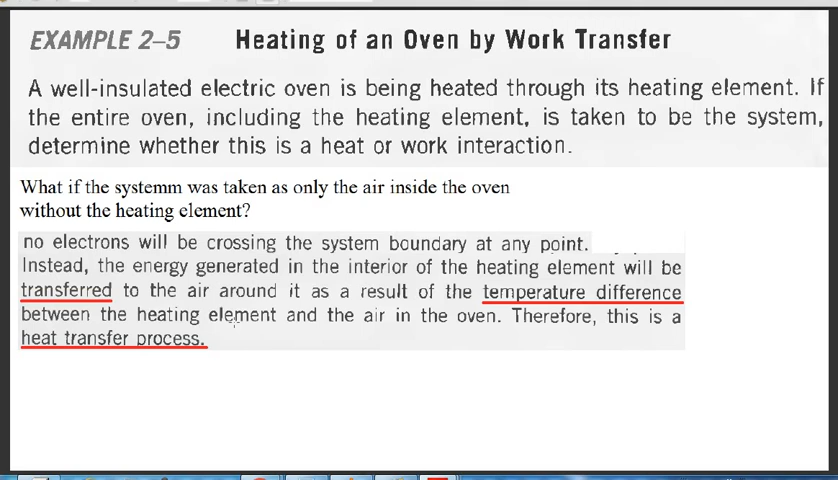 EXAMPLE 2–5 Heating of an Oven by Work Transfer
A well-insulated electric oven is being heated through its heating element. If
the entire oven, including the heating element, is taken to be the system,
determine whether this is a heat or work interaction.
What if the systemm was taken as only the air inside the oven
without the heating element?
no electrons will be crossing the system boundary at any point.
Instead, the energy generated in the interior of the heating element will be
transferred to the air around it as a result of the temperature difference
between the heating element and the air in the oven. Therefore, this is a
heat transfer process.